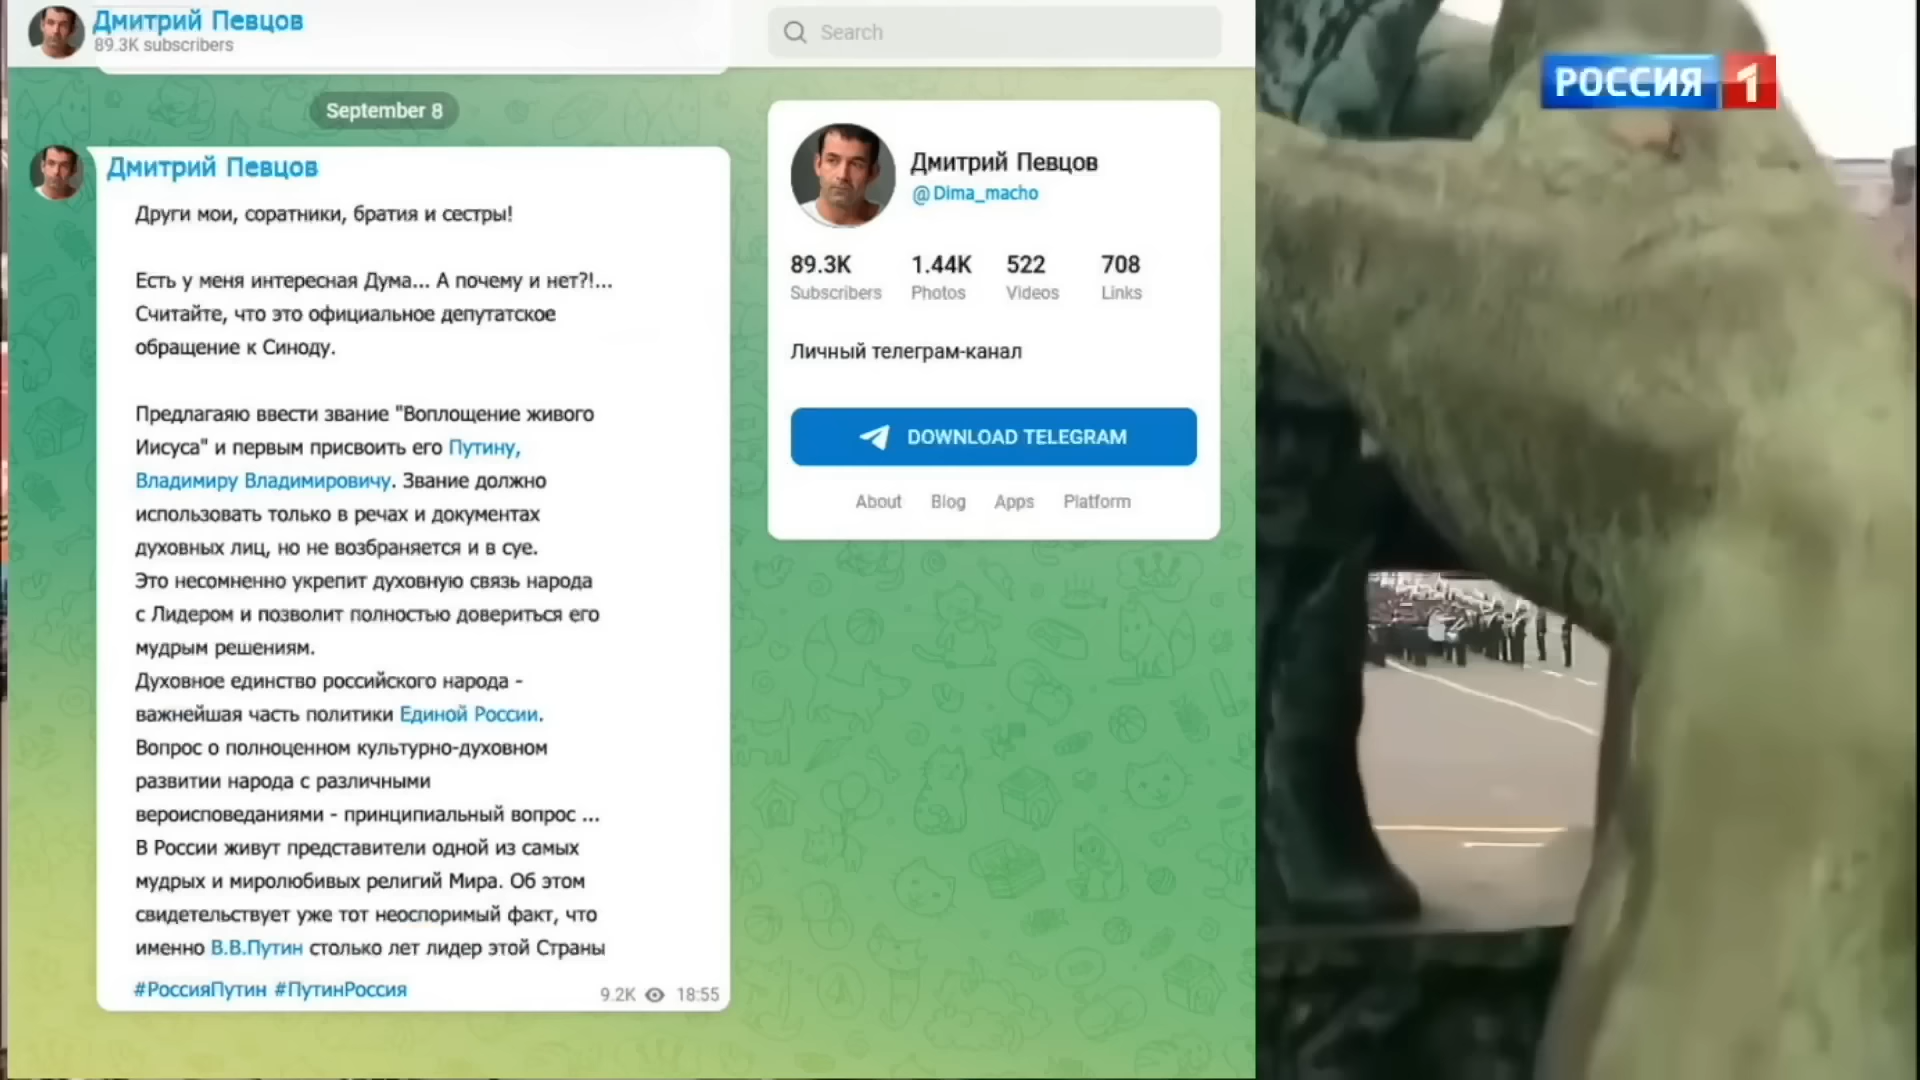 Дмитрий Певцов
89.3K subscribers
Search
September 8
Дмитрий Певцов
Други мои, соратники, братия и сестры!
Есть у меня интересная Дума... А почему и нет?!...
Считайте, что это официальное депутатское
обращение к Синоду.
Предлагаяю ввести звание "Воплощение живого
Иисуса" и первым присвоить его Путину,
Владимиру Владимировичу. Звание должно
использовать только в речах и документах
духовных лиц, но не возбраняется и в суе.
Это несомненно укрепит духовную связь народа
с Лидером и позволит полностью довериться его
мудрым решениям.
Духовное единство российского народа -
важнейшая часть политики Единой России.
Вопрос о полноценном культурно-духовном
развитии народа с различными
вероисповеданиями - принципиальный вопрос ...
В России живут представители одной из самых
мудрых и миролюбивых религий Мира. Об этом
свидетельствует уже тот неоспоримый факт, что
именно В.В.Путин столько лет лидер этой Страны
#РоссияПутин #ПутинРоссия
9.2K 18:55
Дмитрий Певцов
@Dima_macho
89.3K 1.44K 522 708
Subscribers Photos Videos Links
Личный телеграм-канал
DOWNLOAD TELEGRAM
About Blog Apps Platform
РОССИЯ 1